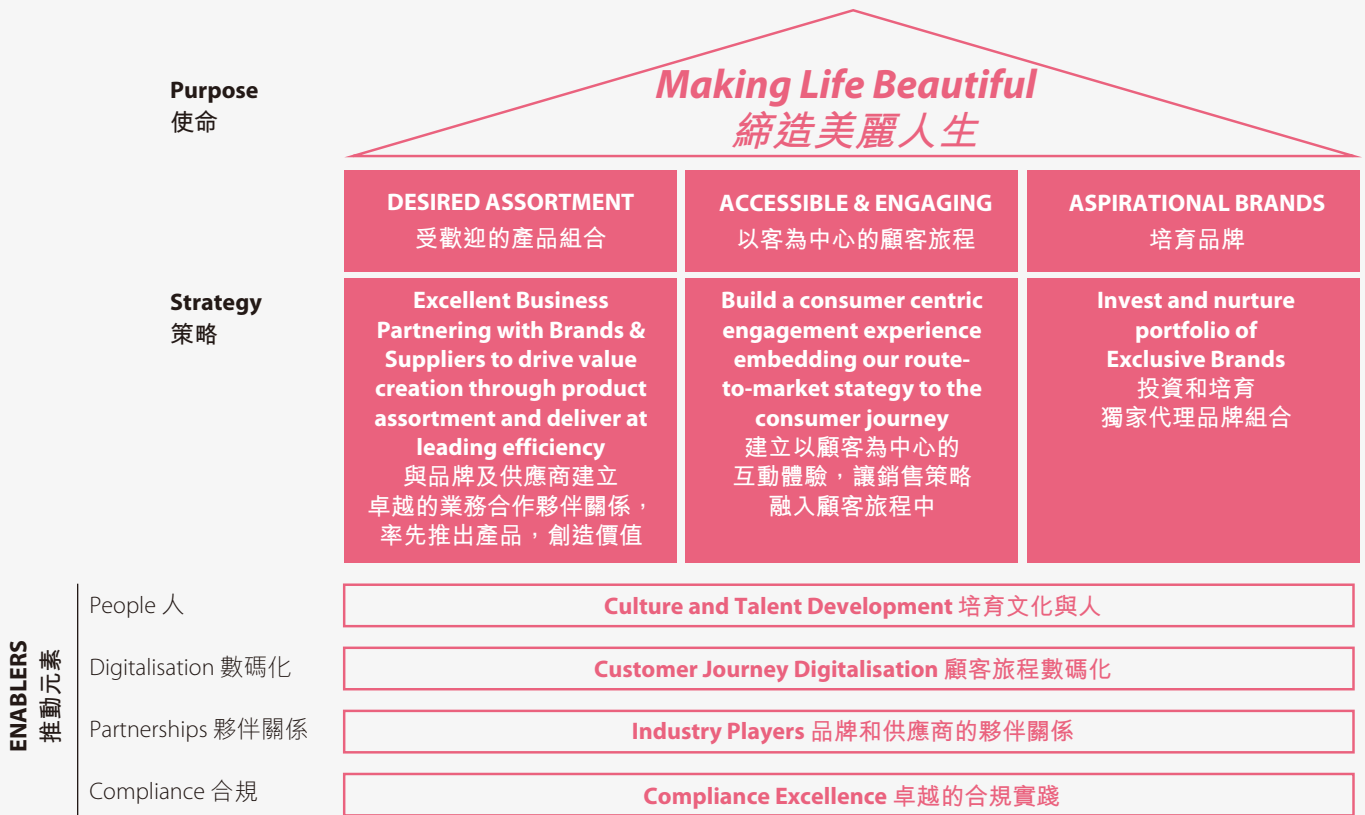 Purpose
使命
Making Life Beautiful
締造美麗人生
Strategy
策略
DESIRED ASSORTMENT
受歡迎的產品組合
Excellent Business
Partnering with Brands &
Suppliers to drive value
creation through product
assortment and deliver at
leading efficiency
與品牌及供應商建立
卓越的業務合作夥伴關係，
率先推出產品，創造價值
ACCESSIBLE & ENGAGING
以客為中心的顧客旅程
Build a consumer centric
engagement experience
embedding our route-
to-market stategy to the
consumer journey
建立以顧客為中心的
互動體驗，讓銷售策略
融入顧客旅程中
ASPIRATIONAL BRANDS
培育品牌
Invest and nurture
portfolio of
Exclusive Brands
投資和培育
獨家代理品牌組合
ENABLERS
推動元素
People 人
Culture and Talent Development 培育文化與人
Digitalisation 數碼化
Customer Journey Digitalisation 顧客旅程數碼化
Partnerships 夥伴關係
Industry Players 品牌和供應商的夥伴關係
Compliance 合規
Compliance Excellence 卓越的合規實踐